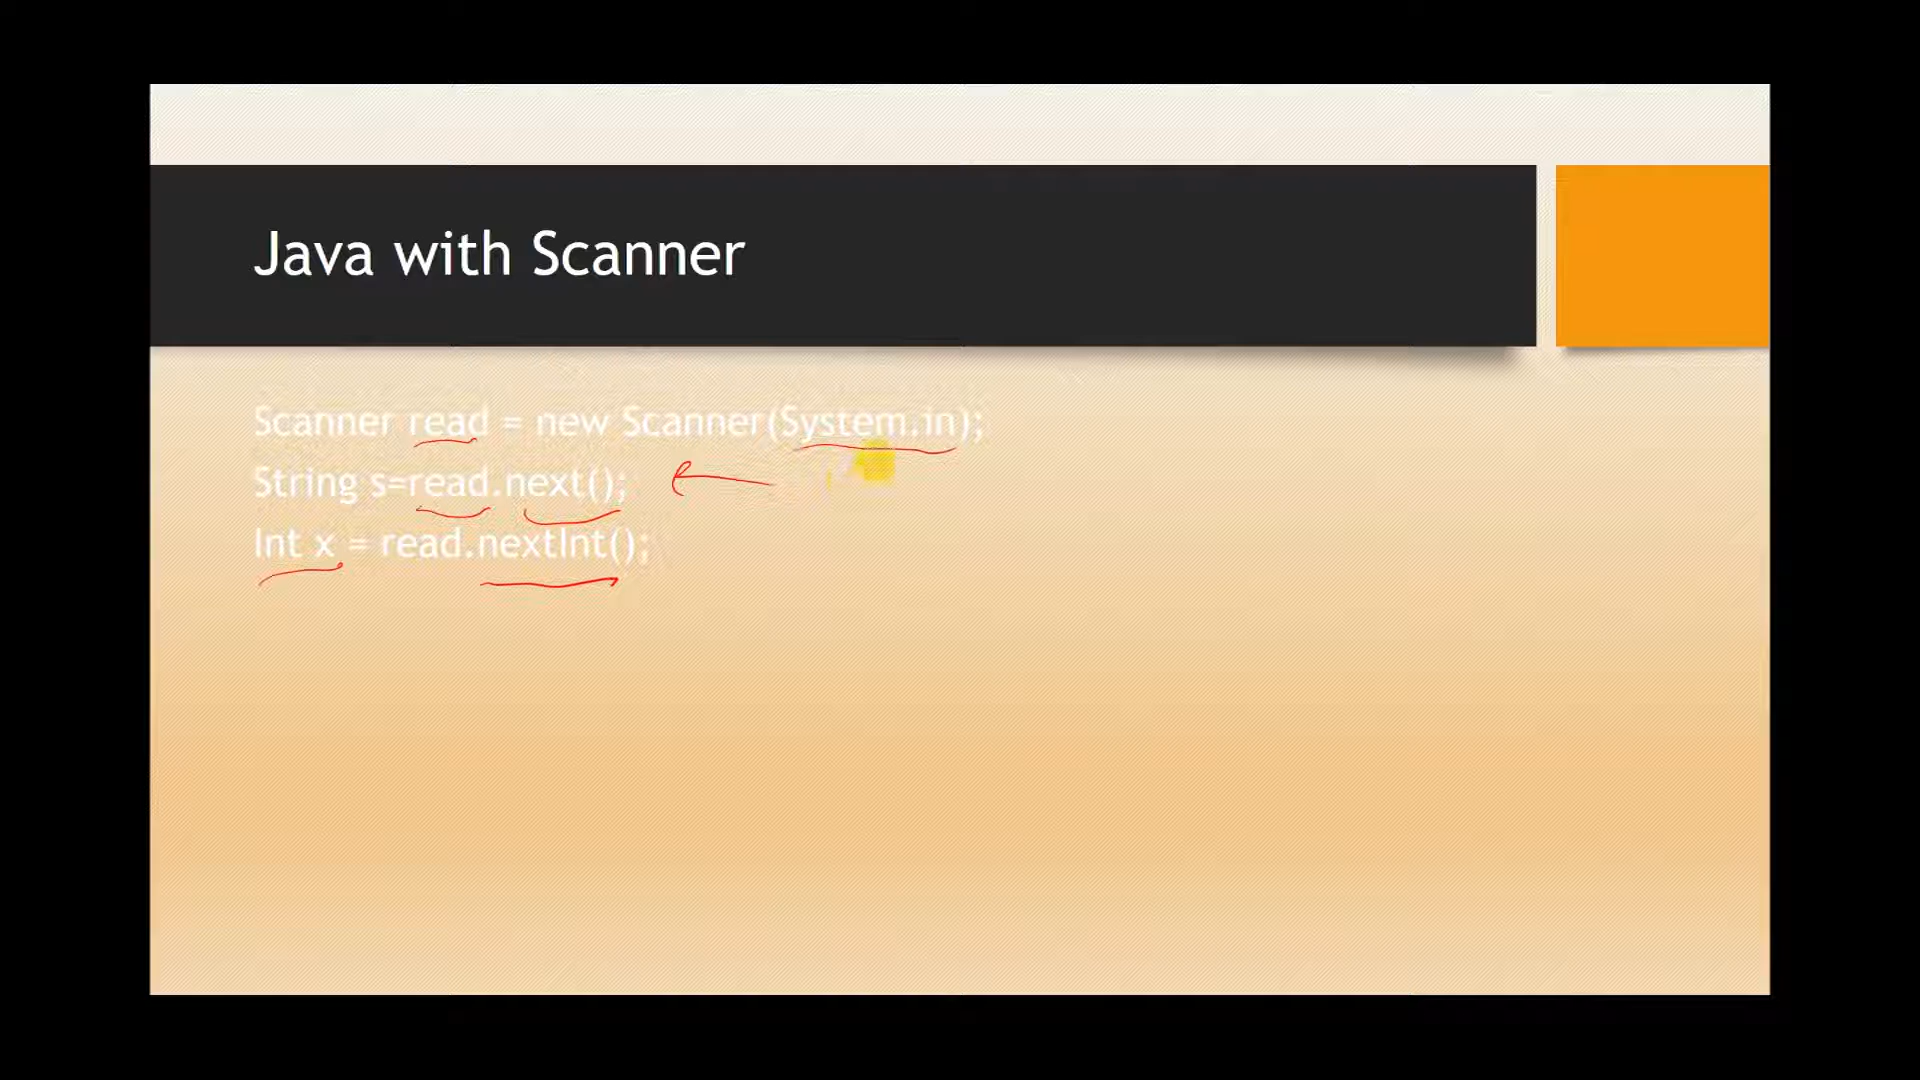 Java with Scanner
Scanner read = new Scanner(System.in);
String s=read.next();
Int x = read.nextInt();